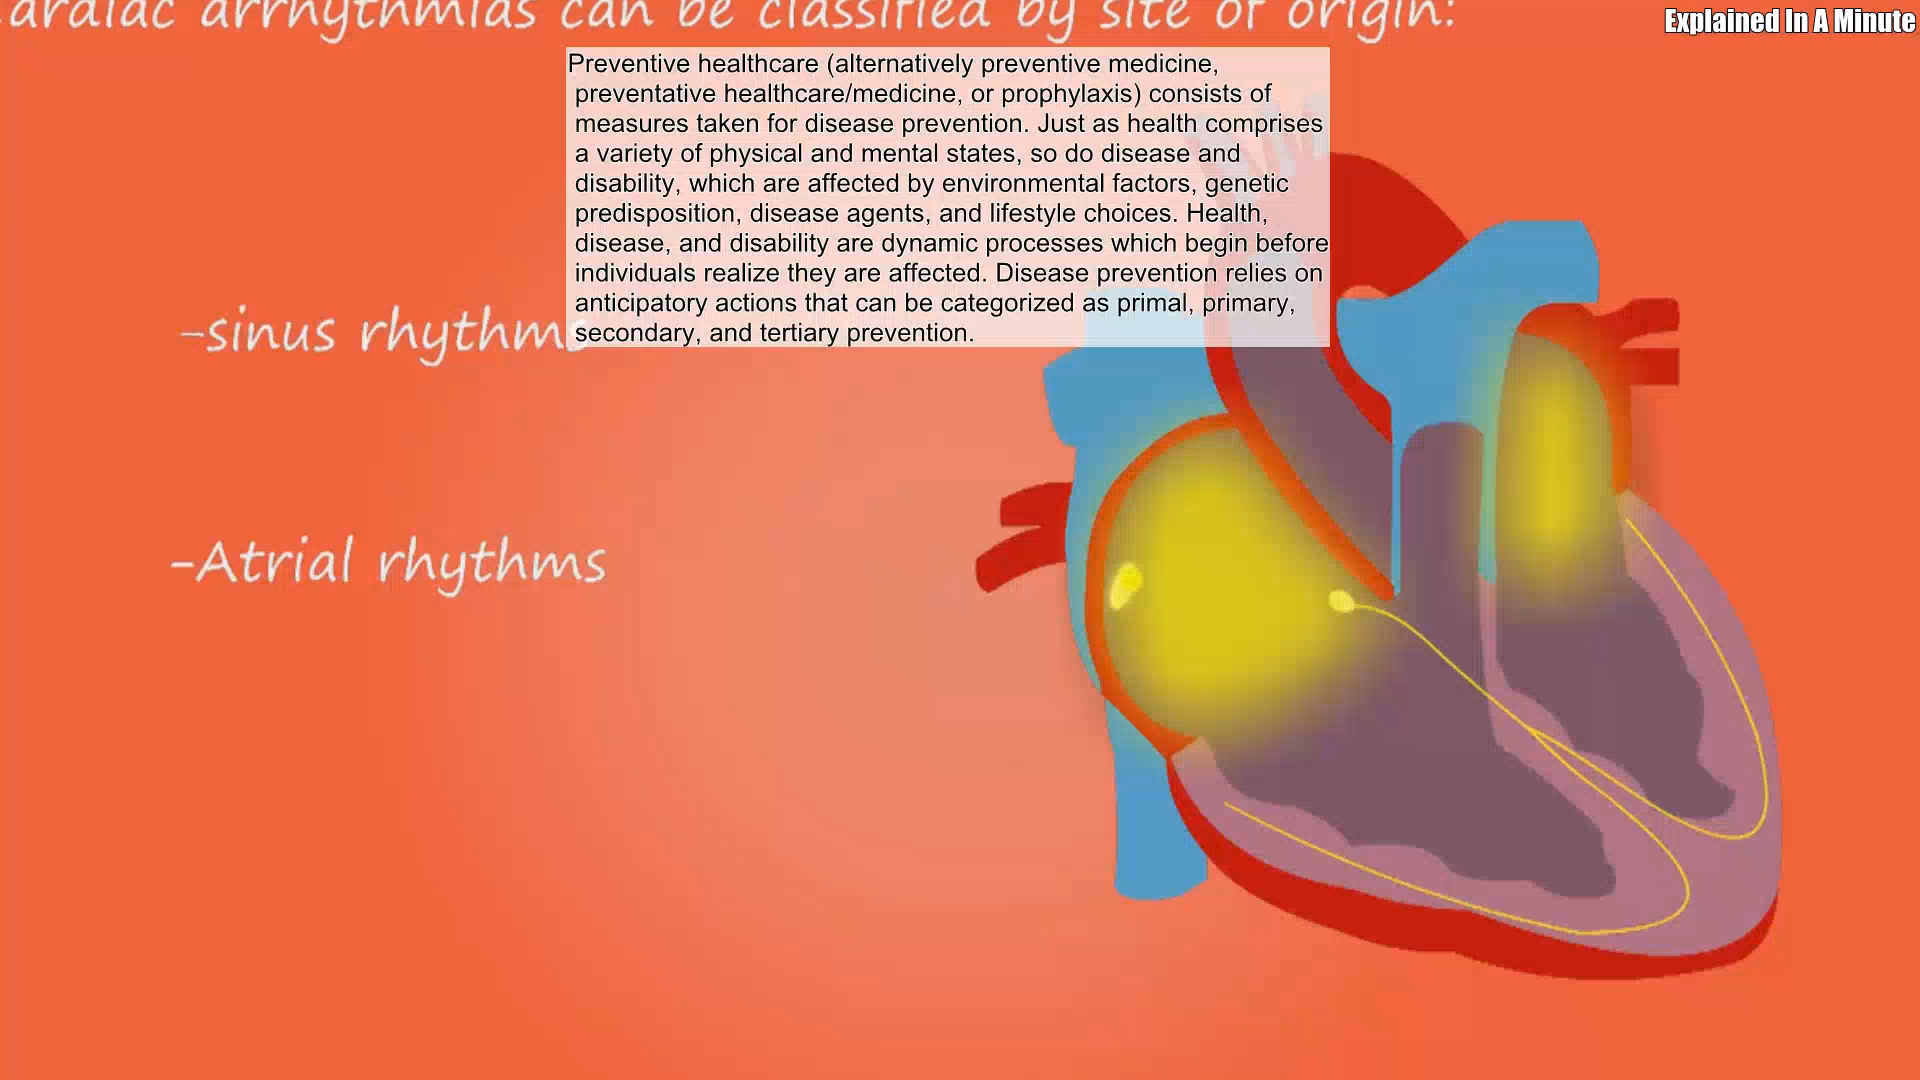 cardiac arrhythmias can be classified by site of origin:
Explained In A Minute
Preventive healthcare (alternatively preventive medicine,
preventative healthcare/medicine, or prophylaxis) consists of
measures taken for disease prevention. Just as health comprises
a variety of physical and mental states, so do disease and
disability, which are affected by environmental factors, genetic
predisposition, disease agents, and lifestyle choices. Health,
disease, and disability are dynamic processes which begin before
individuals realize they are affected. Disease prevention relies on
anticipatory actions that can be categorized as primal, primary,
secondary, and tertiary prevention.
-sinus rhythms
-Atrial rhythms